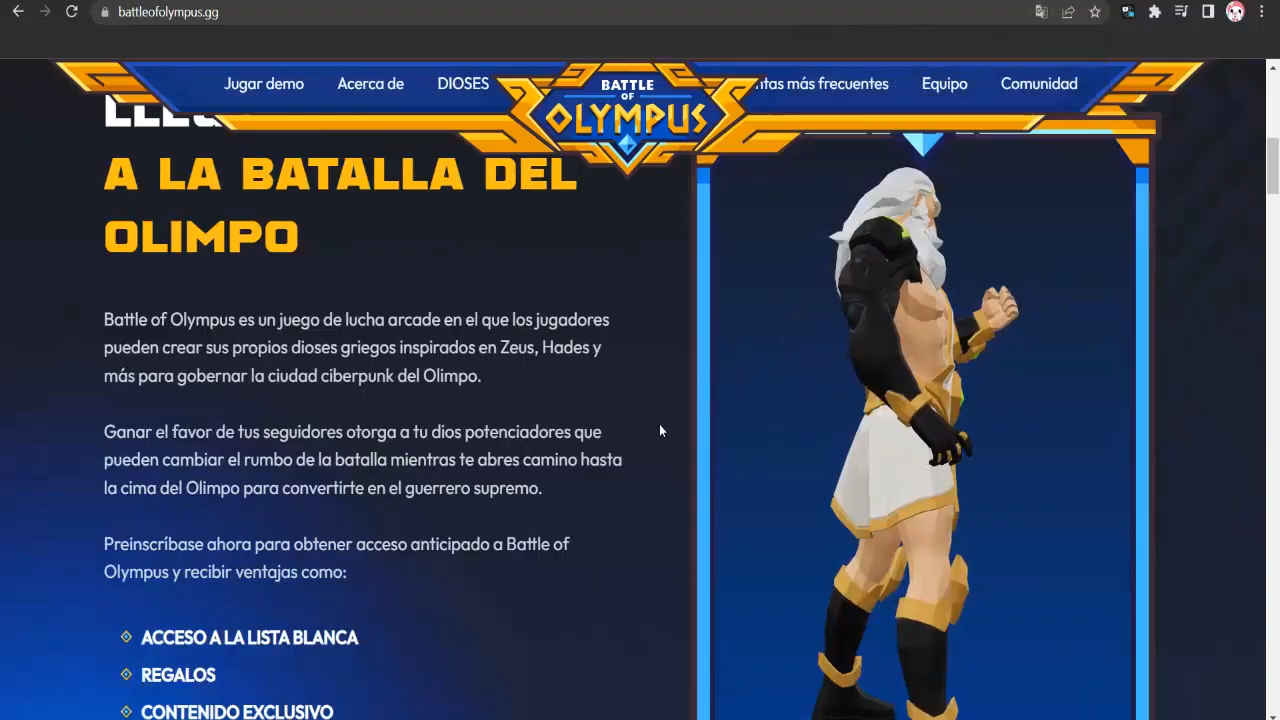 battleofolympus.gg
Jugar demo
Acerca de
DIOSES
BATTLE
OF
OLYMPUS
más frecuentes
Equipo
Comunidad
A LA BATALLA DEL
OLIMPO
Battle of Olympus es un juego de lucha arcade en el que los jugadores
pueden crear sus propios dioses griegos inspirados en Zeus, Hades y
más para gobernar la ciudad ciberpunk del Olimpo.
Ganar el favor de tus seguidores otorga a tu dios potenciadores que
pueden cambiar el rumbo de la batalla mientras te abres camino hasta
la cima del Olimpo para convertirte en el guerrero supremo.
Preinscríbase ahora para obtener acceso anticipado a Battle of
Olympus y recibir ventajas como:
ACCESO A LA LISTA BLANCA
REGALOS
CONTENIDO EXCLUSIVO